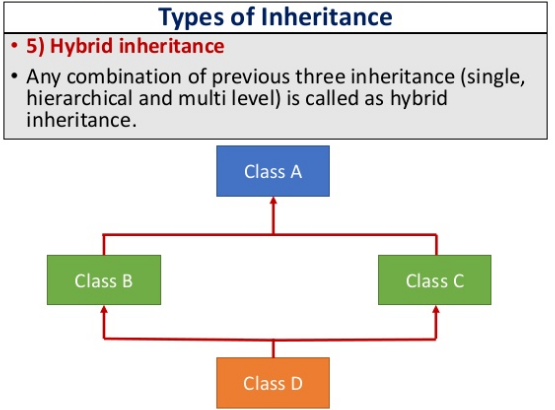 Types of Inheritance
• 5) Hybrid inheritance
• Any combination of previous three inheritance (single,
hierarchical and multi level) is called as hybrid
inheritance.
Class A
Class B
Class C
Class D